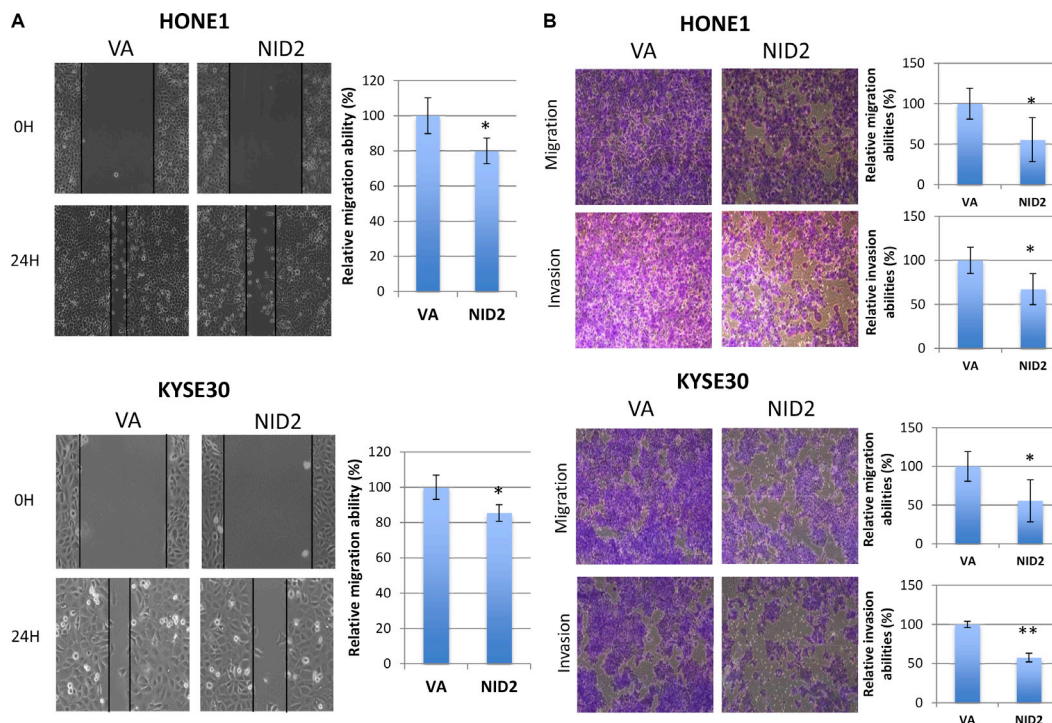 A
HONE1
VA NID2
0H
24H
Relative migration ability (%)
120
100
80
60
40
20
0
*
VA NID2
KYSE30
VA NID2
0H
24H
Relative migration ability (%)
120
100
80
60
40
20
0
*
VA NID2
B
HONE1
VA NID2
Migration
Relative migration
abilities (%)
150
100
50
0
*
VA NID2
Invasion
Relative invasion
abilities (%)
150
100
50
0
*
VA NID2
KYSE30
VA NID2
Migration
Relative migration
abilities (%)
150
100
50
0
*
VA NID2
Invasion
Relative invasion
abilities (%)
150
100
50
0
**
VA NID2